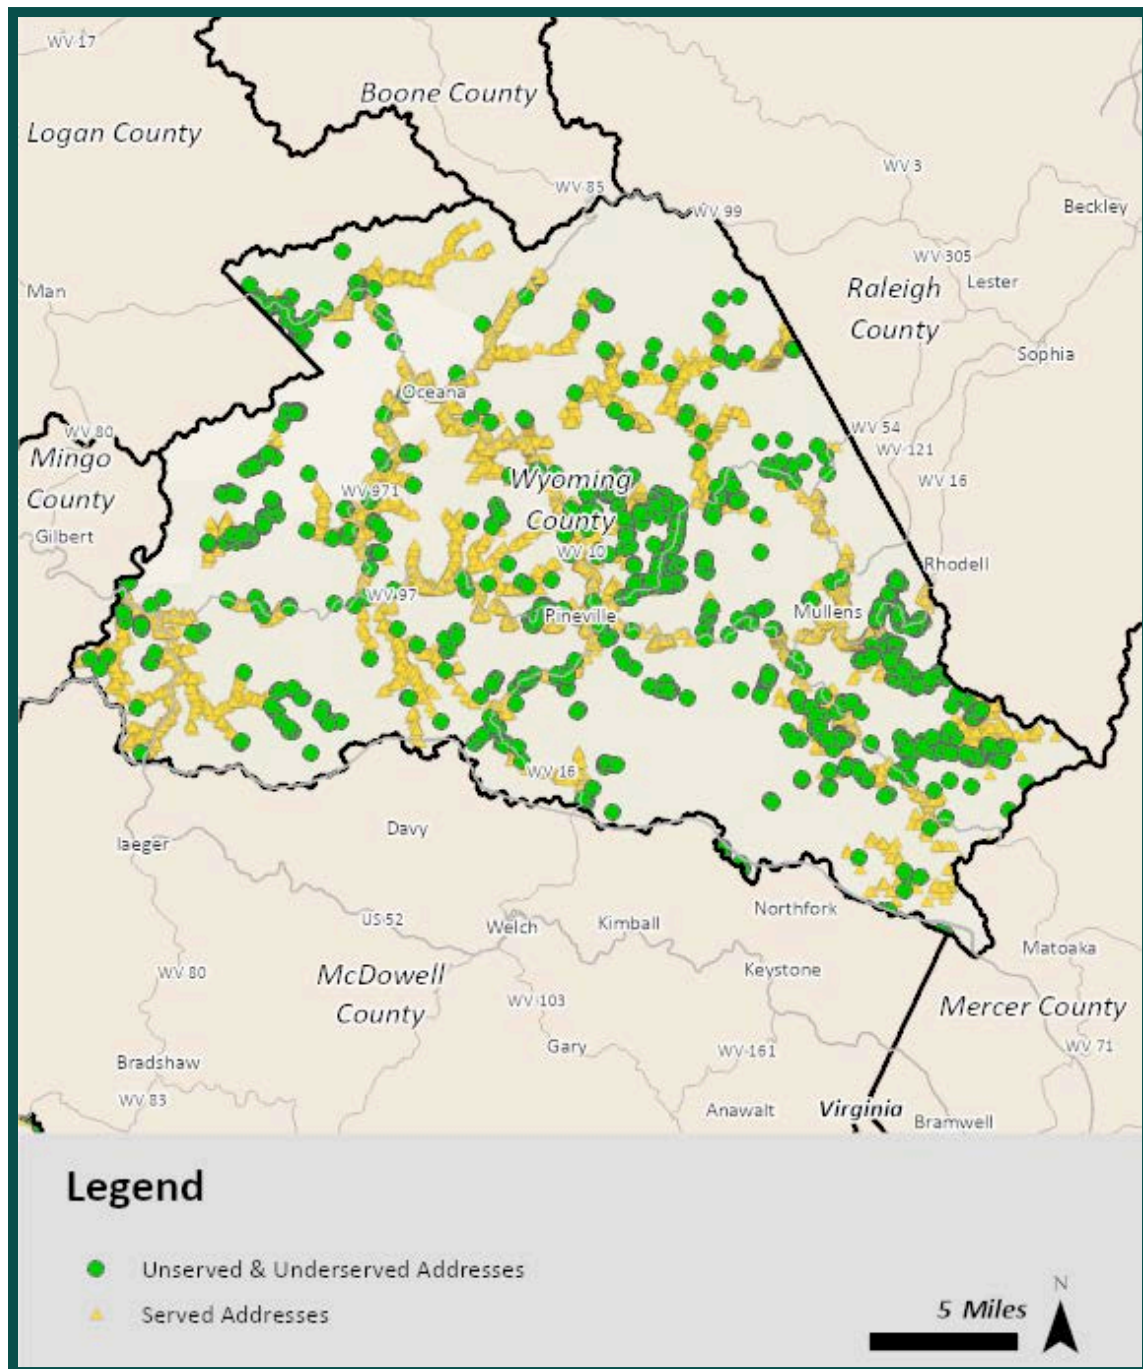 WV 17
Boone County
Logan County
WV 3
WV 85
Beckley
WV 99
WV 305
Lester
Man
Raleigh
County
Sophia
Oceana
WV 80
WV 54
Mingo
County
WV 121
Wyoming
County
WV 971
WV 16
Gilbert
WV 10
Rhodell
WV 97
Pineville
Mullens
WV 16
Davy
Iaeger
Northfork
US 52
Welch
Kimball
Matoaka
WV 80
McDowell
County
Keystone
WV 103
Mercer County
Gary
WV 161
WV 71
Bradshaw
WV 83
Anawalt
Virginia
Bramwell
Legend
Unserved & Underserved Addresses
Served Addresses
N
5 Miles